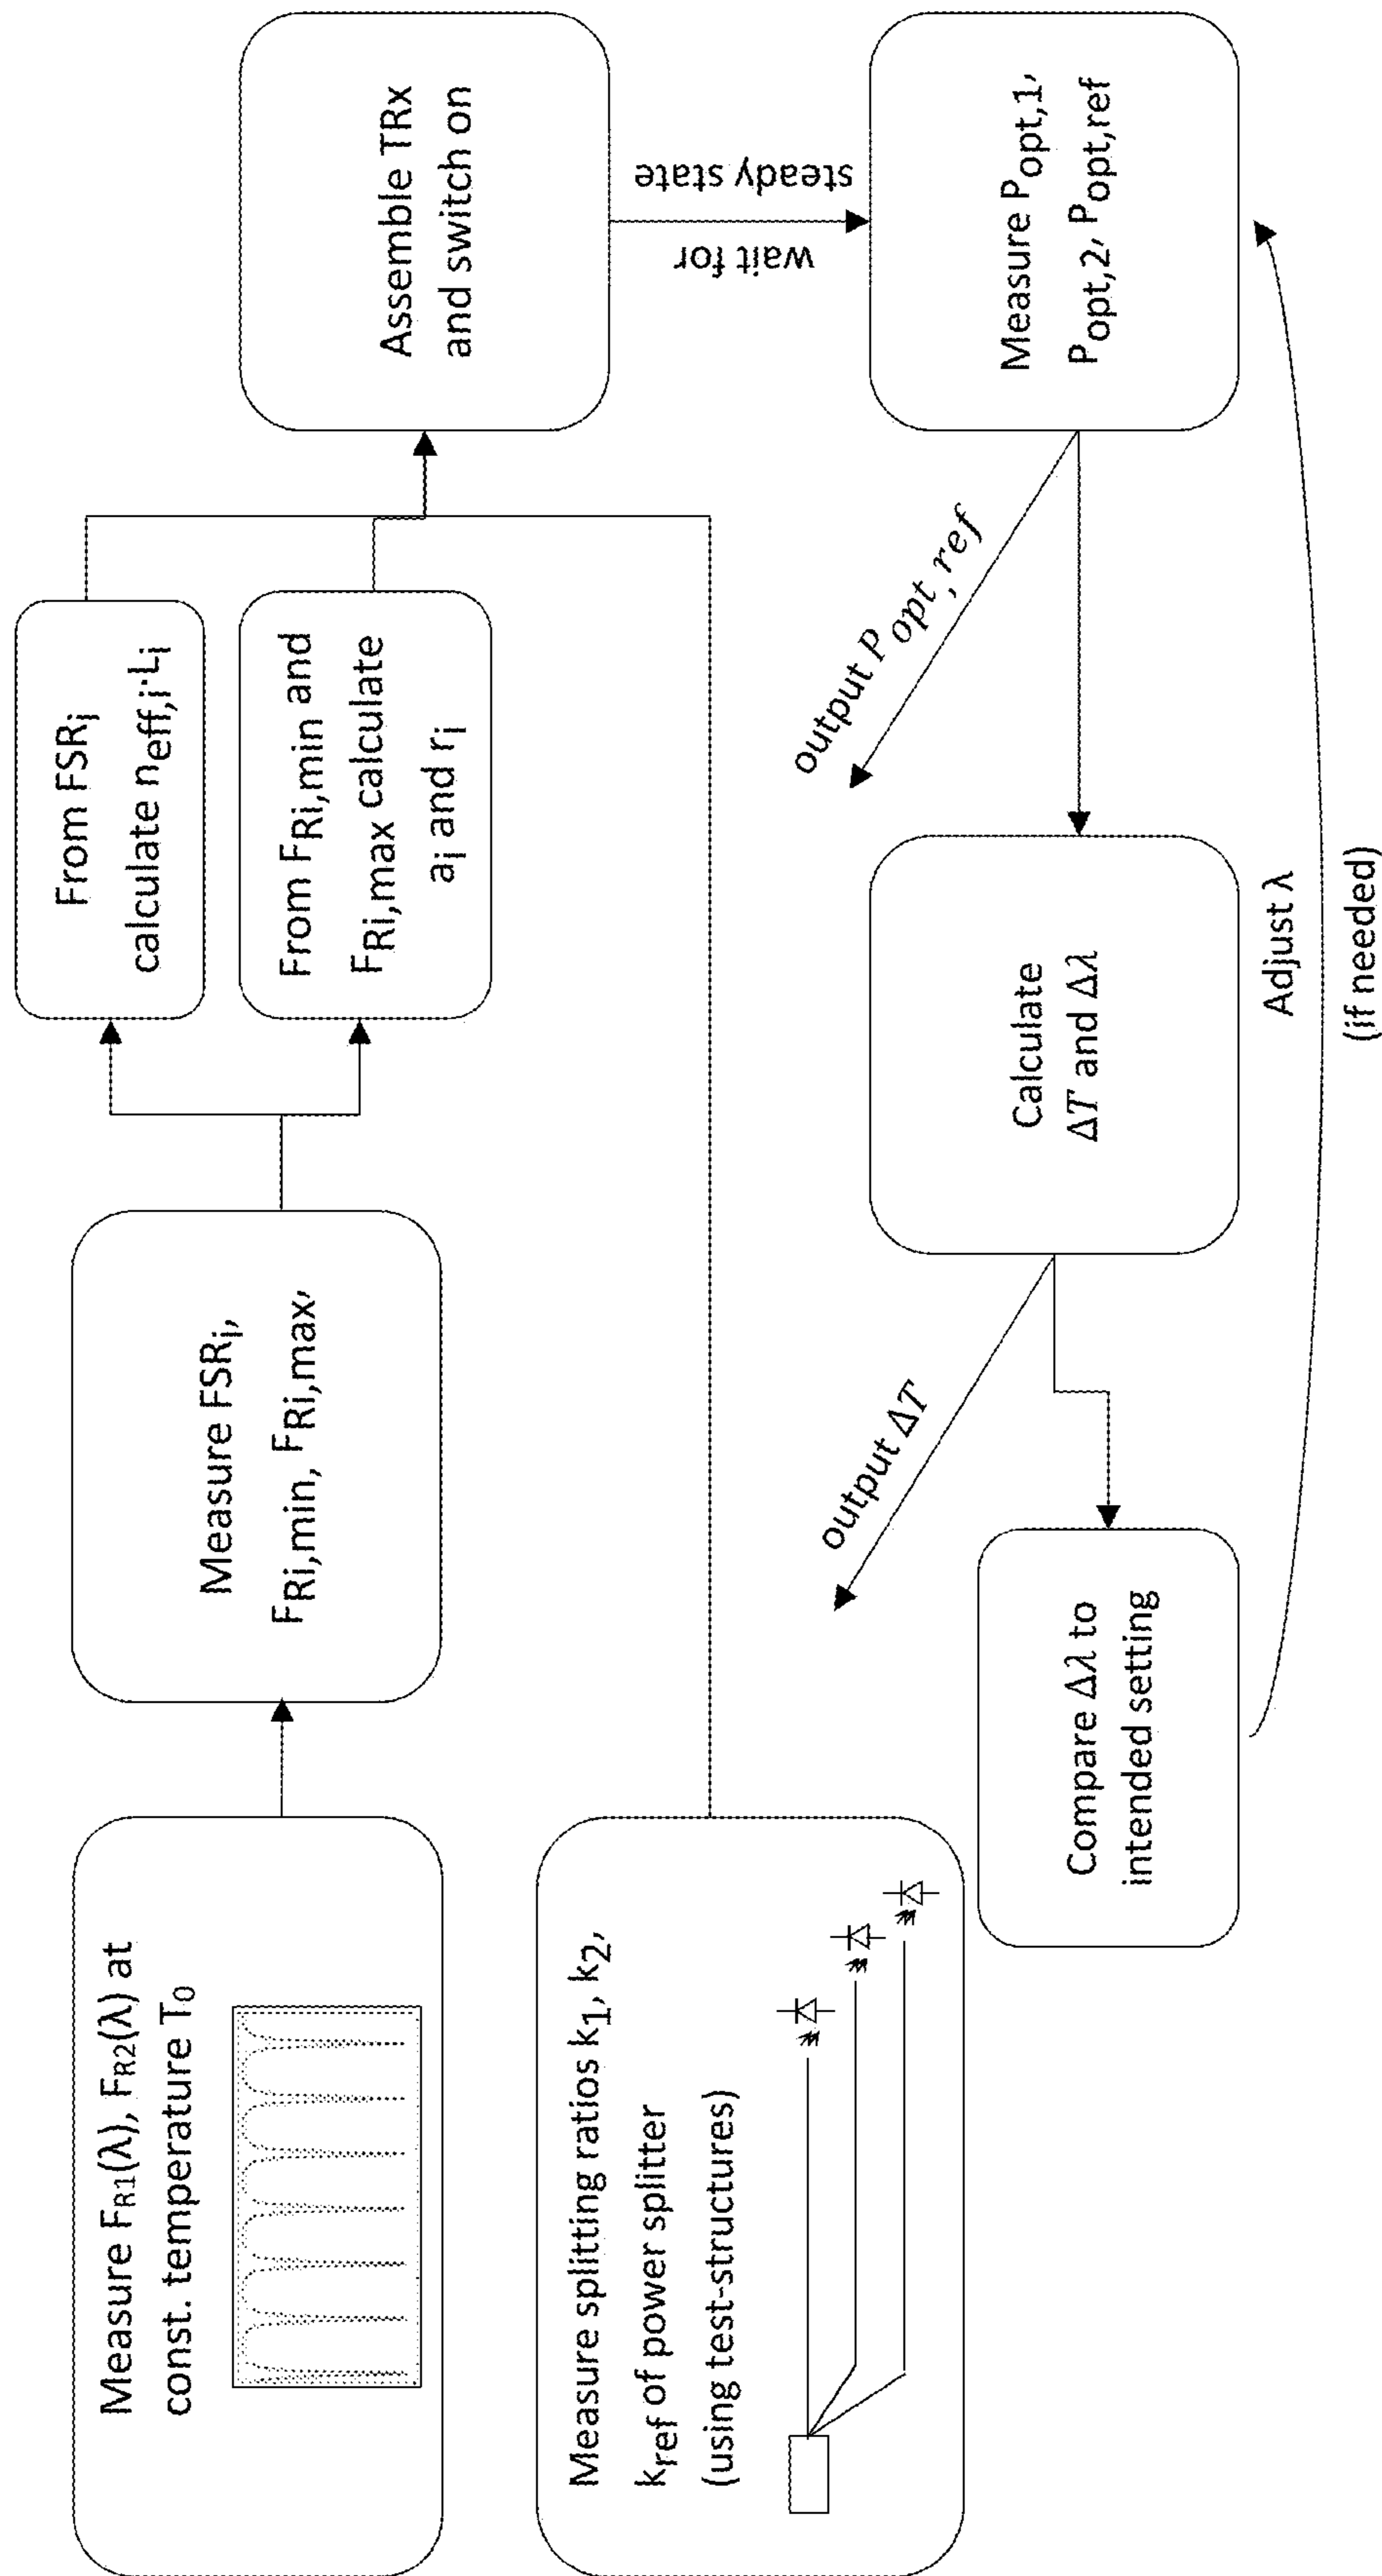 Measure F_R1(λ), F_R2(λ) at
const. temperature T_0
Measure FSR_i,
F_Ri,min, F_Ri,max,
From FSR_i
calculate n_eff,i·L_i
From F_Ri,min and
F_Ri,max calculate
a_i and r_i
Measure splitting ratios k_1, k_2,
k_ref of power splitter
(using test-structures)
Assemble TRx
and switch on
wait for
steady state
Measure P_opt,1,
P_opt,2, P_opt,ref
output P_opt,ref
Calculate
ΔT and Δλ
output ΔT
Compare Δλ to
intended setting
Adjust λ
(if needed)